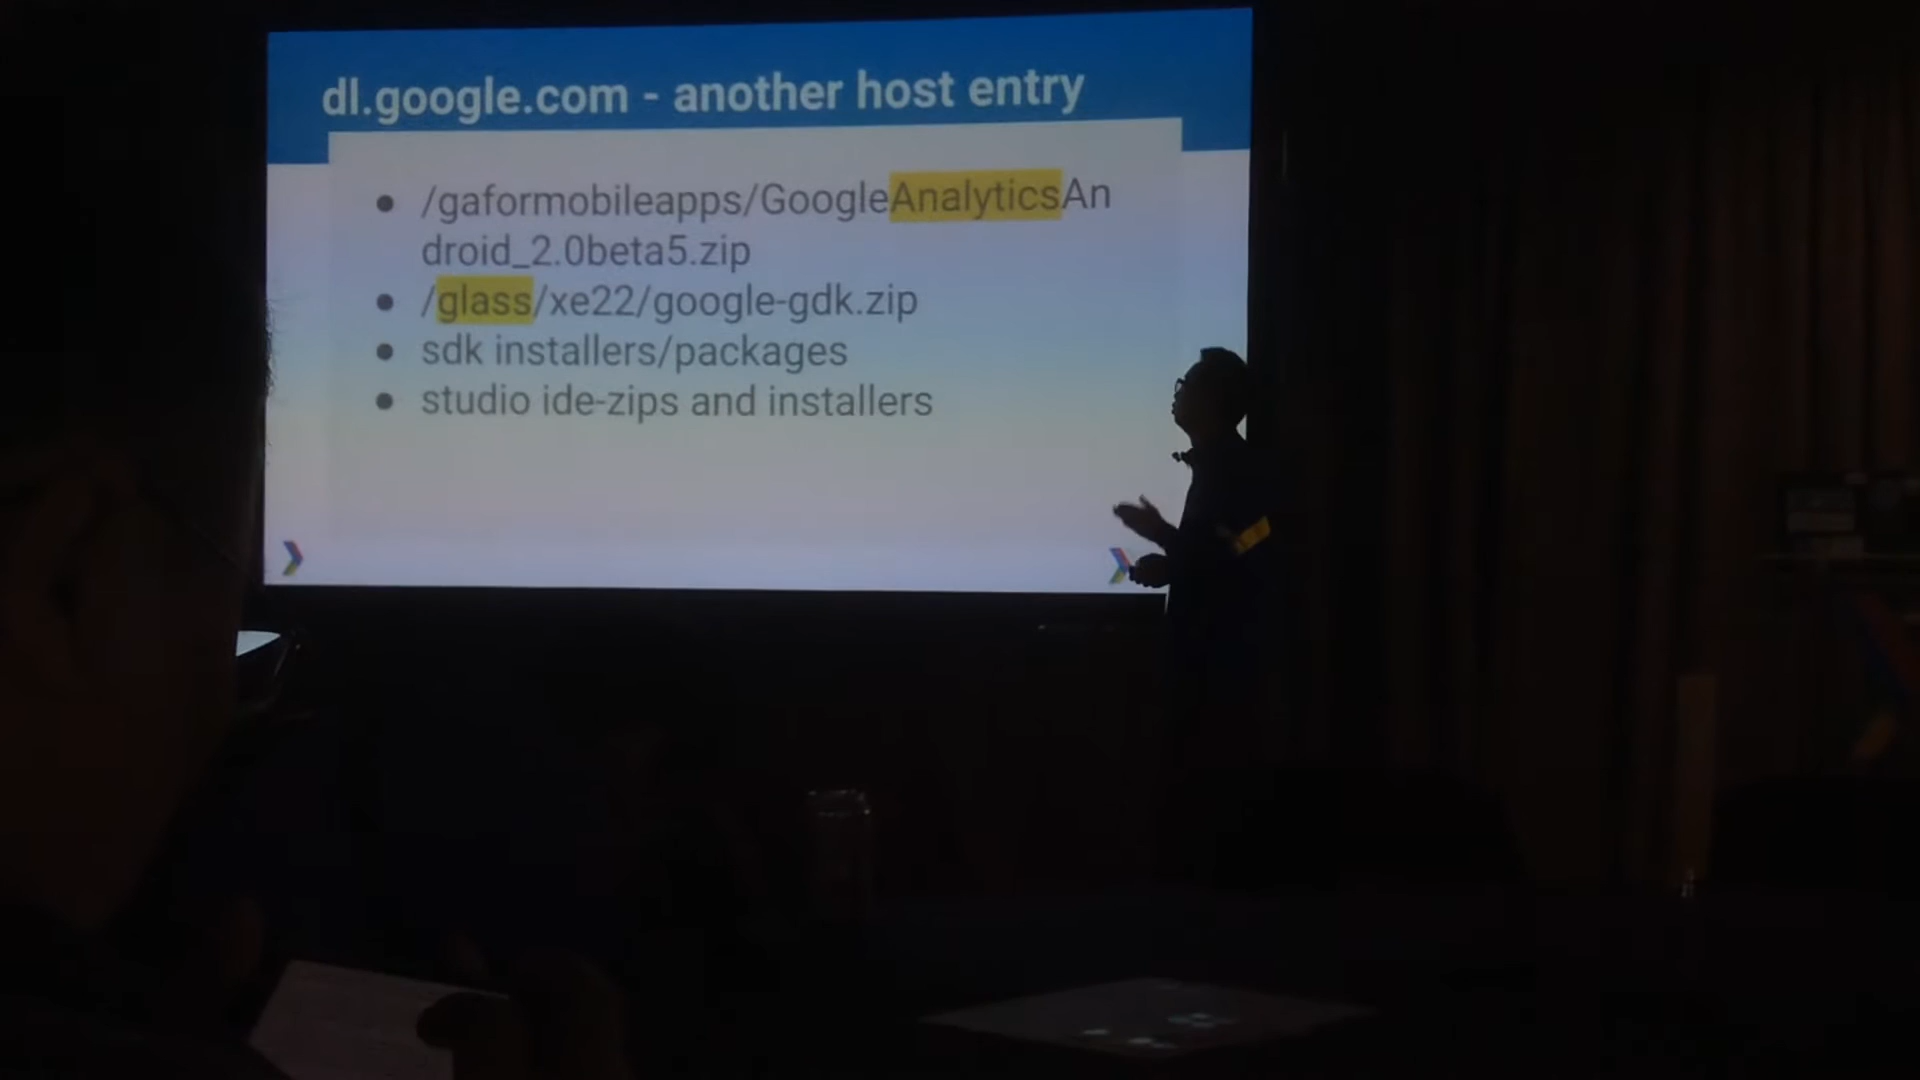 dl.google.com - another host entry
/gaformobileapps/GoogleAnalyticsAn
droid_2.0beta5.zip
/glass/xe22/google-gdk.zip
sdk installers/packages
studio ide-zips and installers